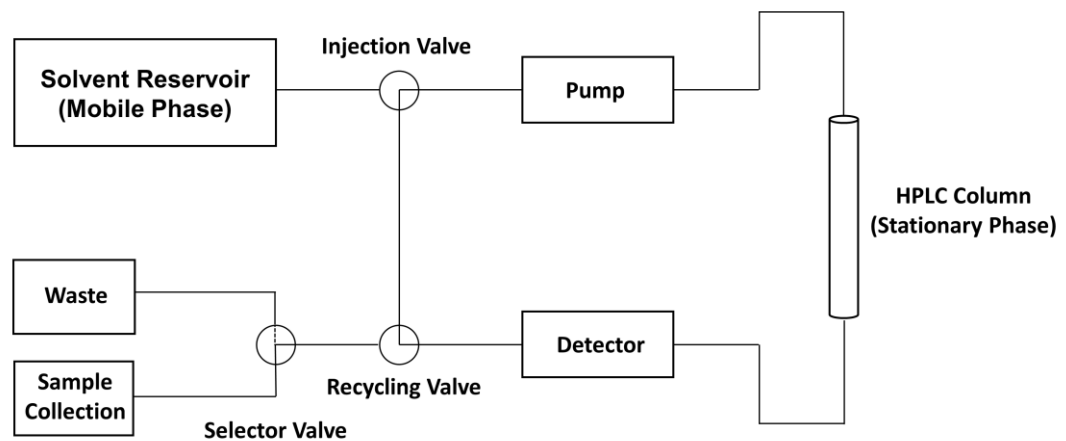 Injection Valve
Solvent Reservoir
(Mobile Phase)
Pump
HPLC Column
(Stationary Phase)
Waste
Detector
Sample
Collection
Recycling Valve
Selector Valve